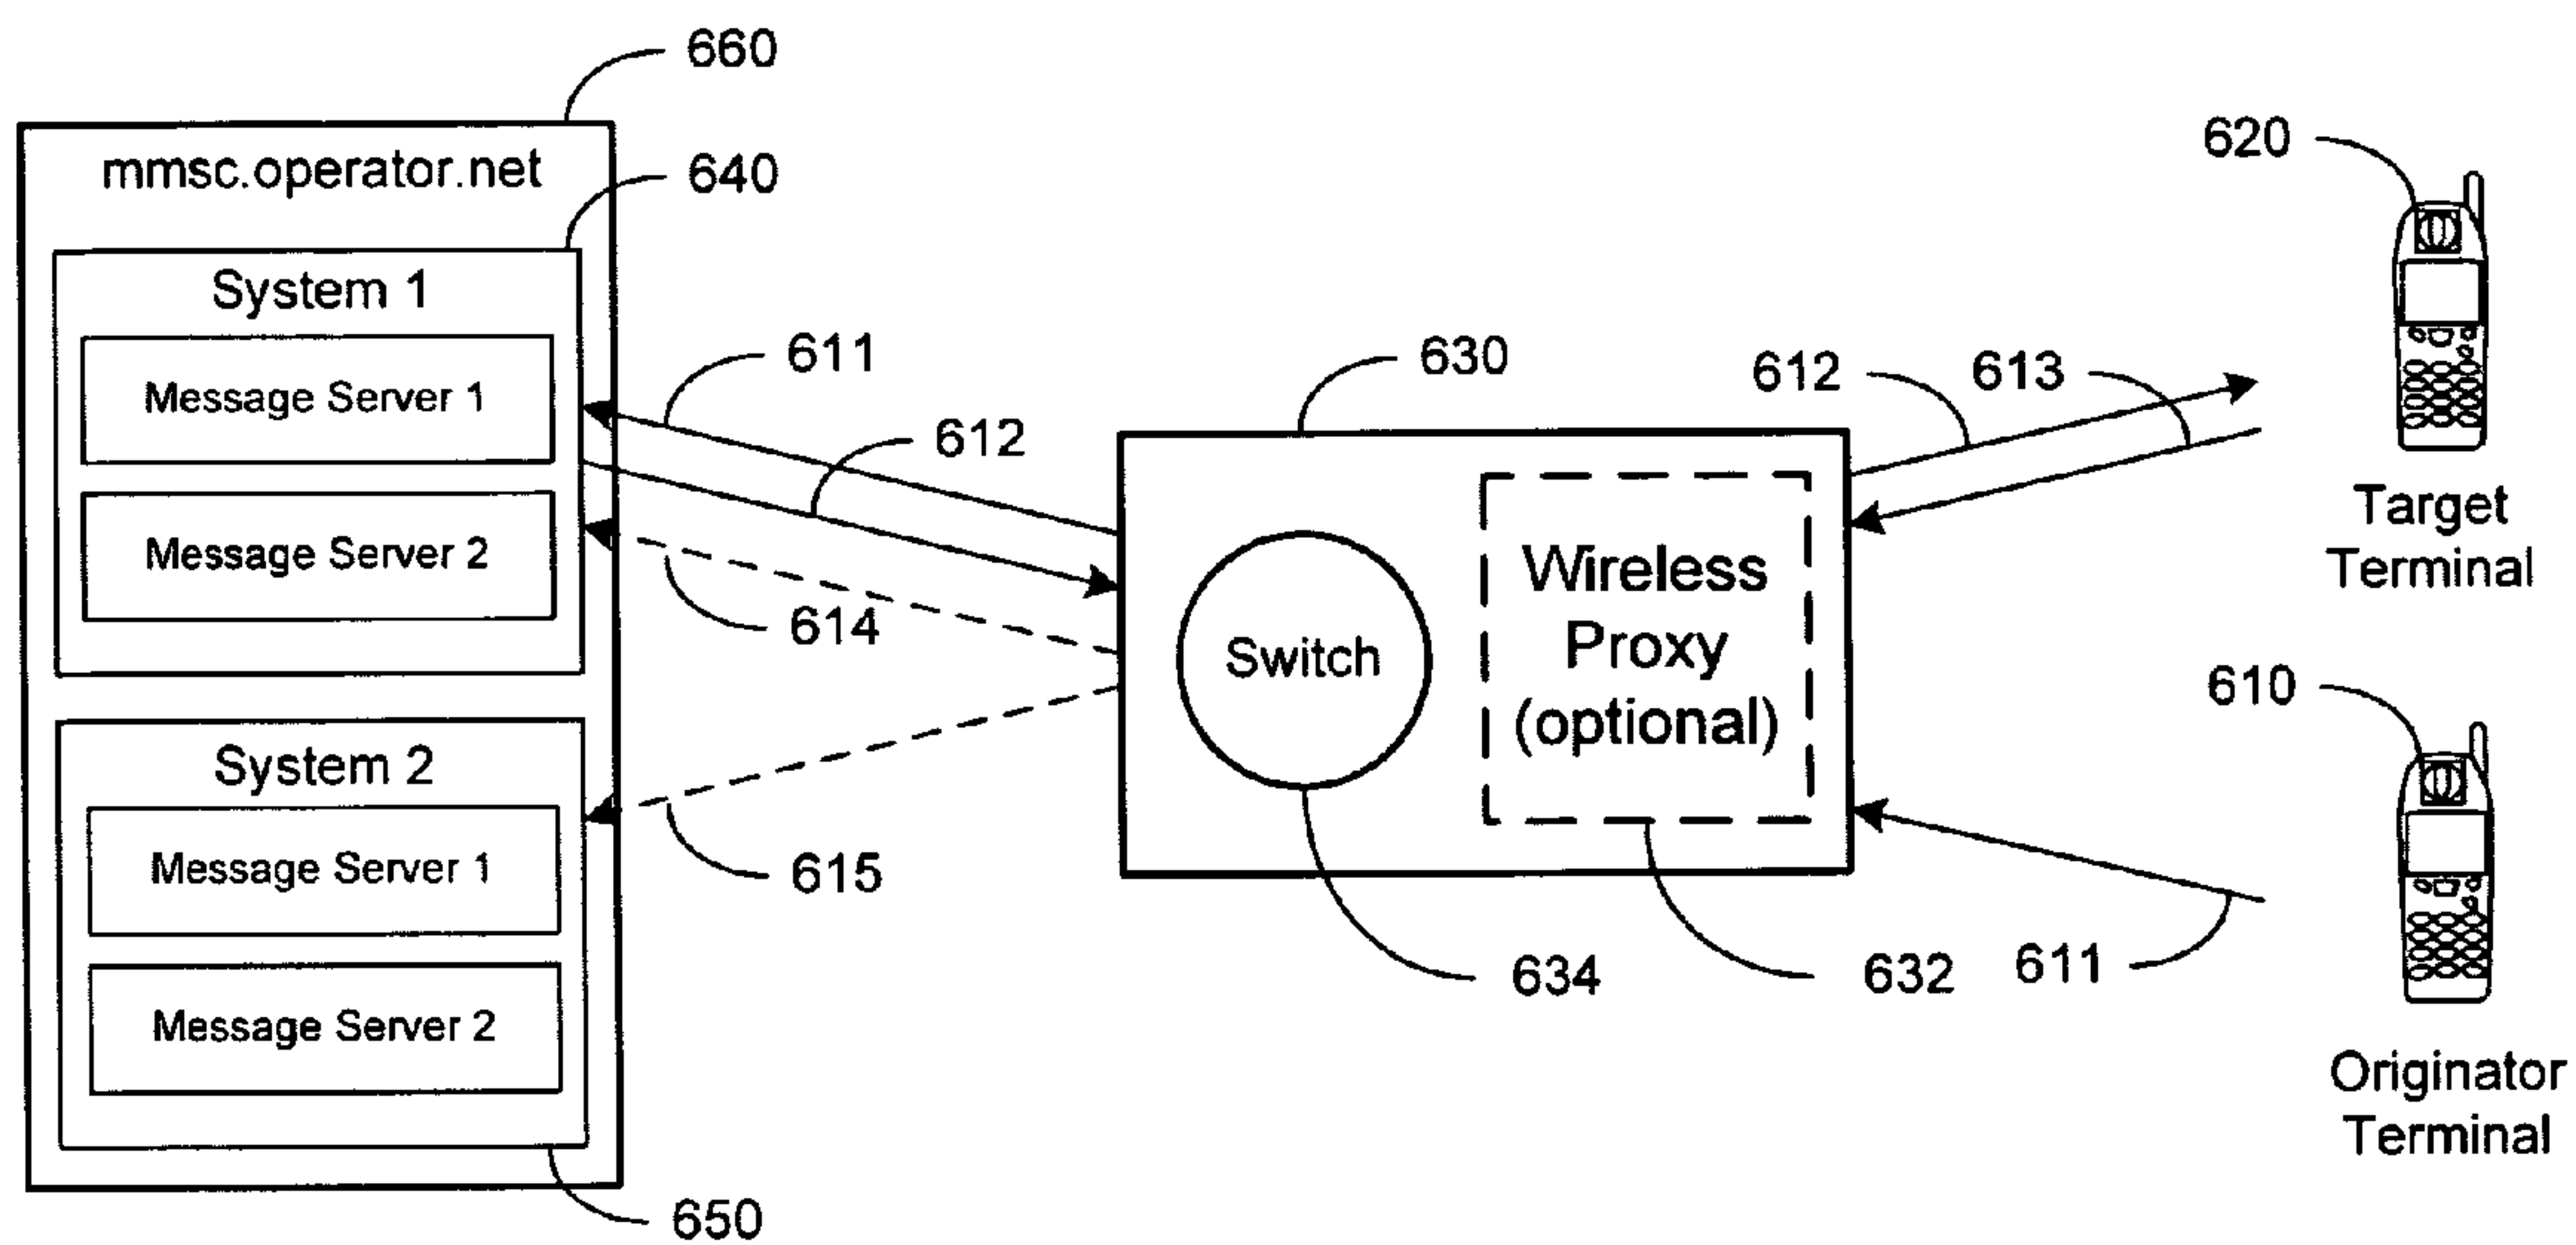 660
mmsc.operator.net
640
System 1
Message Server 1
Message Server 2
System 2
Message Server 1
Message Server 2
650
611
612
614
615
630
Switch
Wireless
Proxy
(optional)
634
632
612
613
611
620
Target
Terminal
610
Originator
Terminal